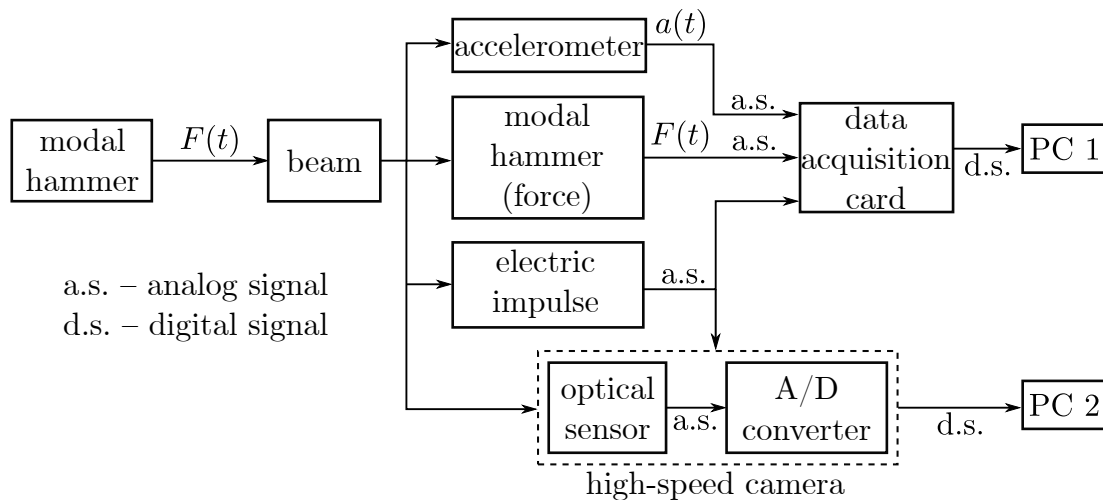 modal
hammer
F(t)
beam
accelerometer
a(t)
a.s.
modal
hammer
(force)
F(t)
a.s.
data
acquisition
card
d.s.
PC 1
electric
impulse
a.s.
a.s. – analog signal
d.s. – digital signal
optical
sensor
a.s.
A/D
converter
d.s.
PC 2
high-speed camera